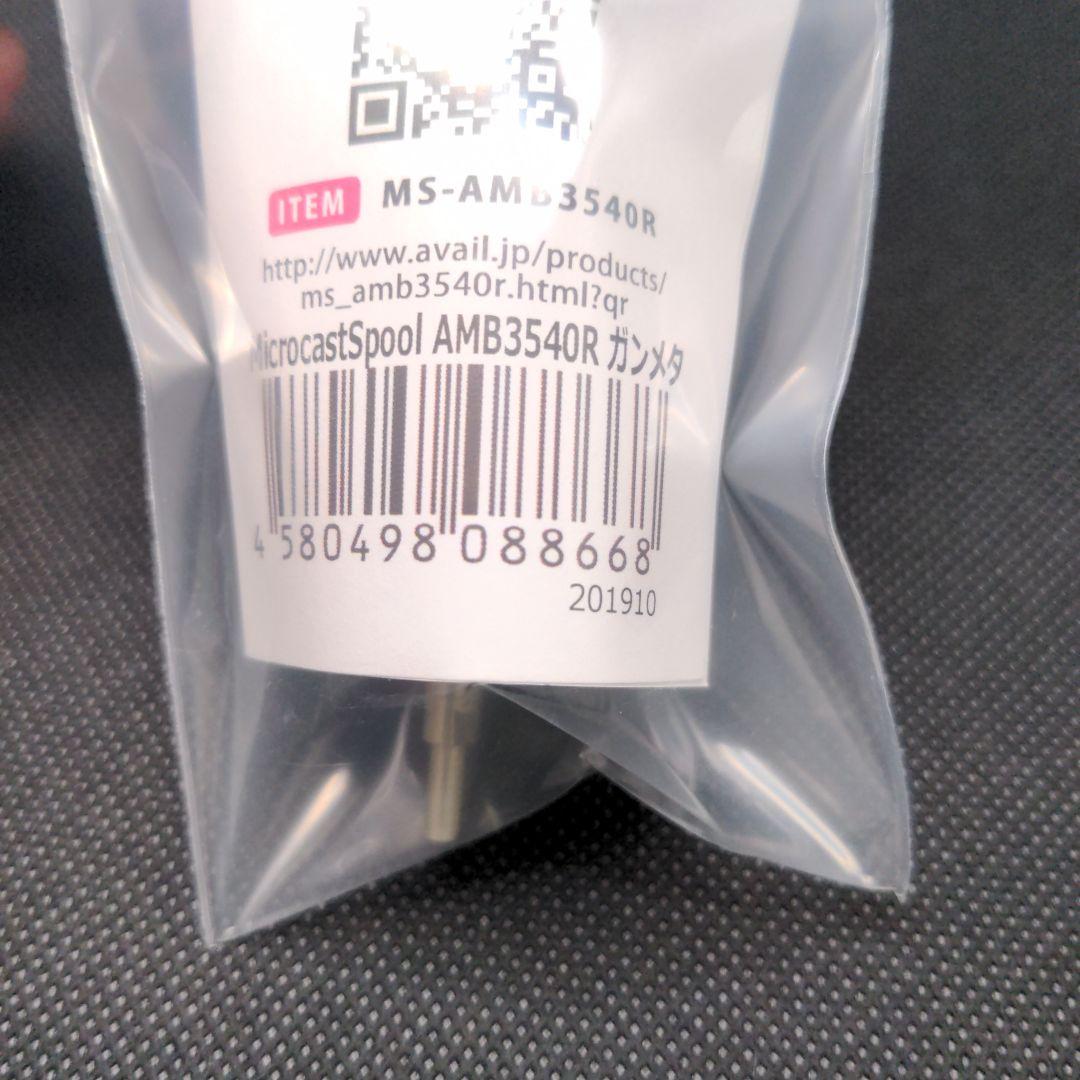 ITEM MS-AMB3540R
http://www.avail.jp/products/
ms_amb3540r.html?qr
MicrocastSpool AMB3540R ガンメタ
4 580498 088668
201910